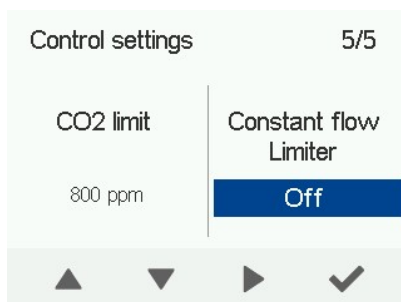 Control settings 5/5
CO2 limit
800 ppm
Constant flow
Limiter
Off